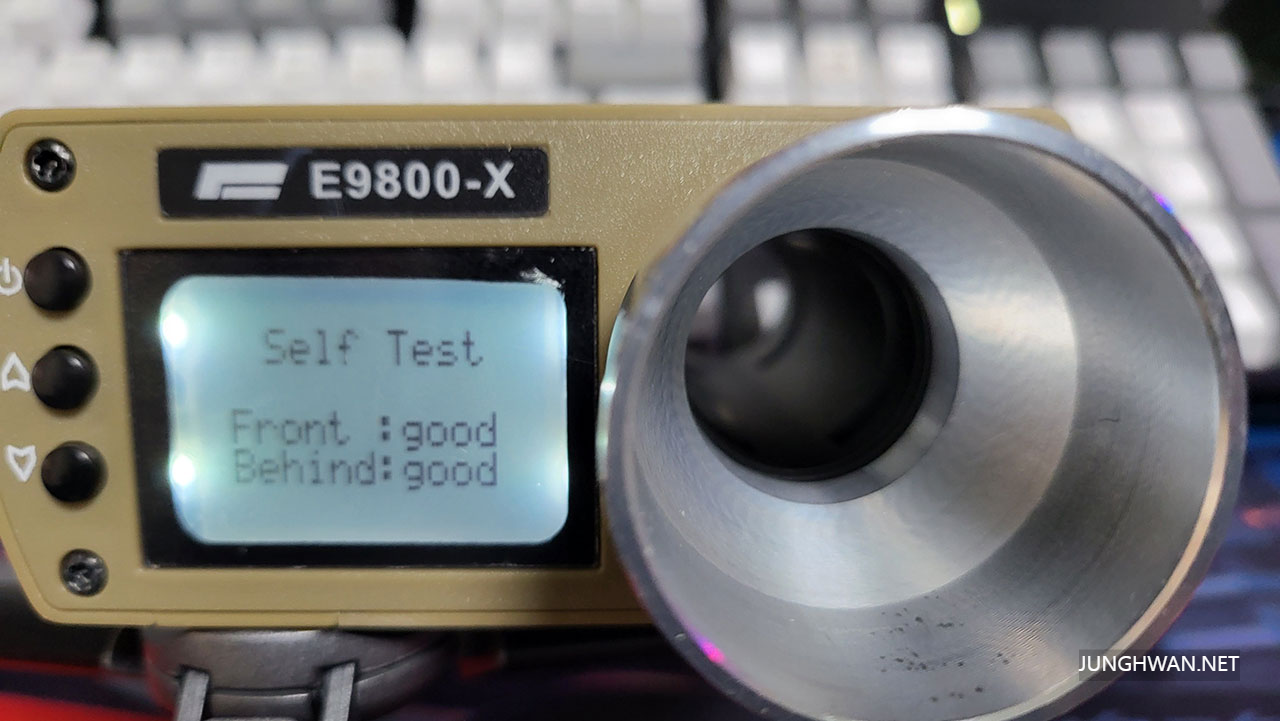 E9800-X
Self Test
Front :good
Behind:good
JUNGHWAN.NET